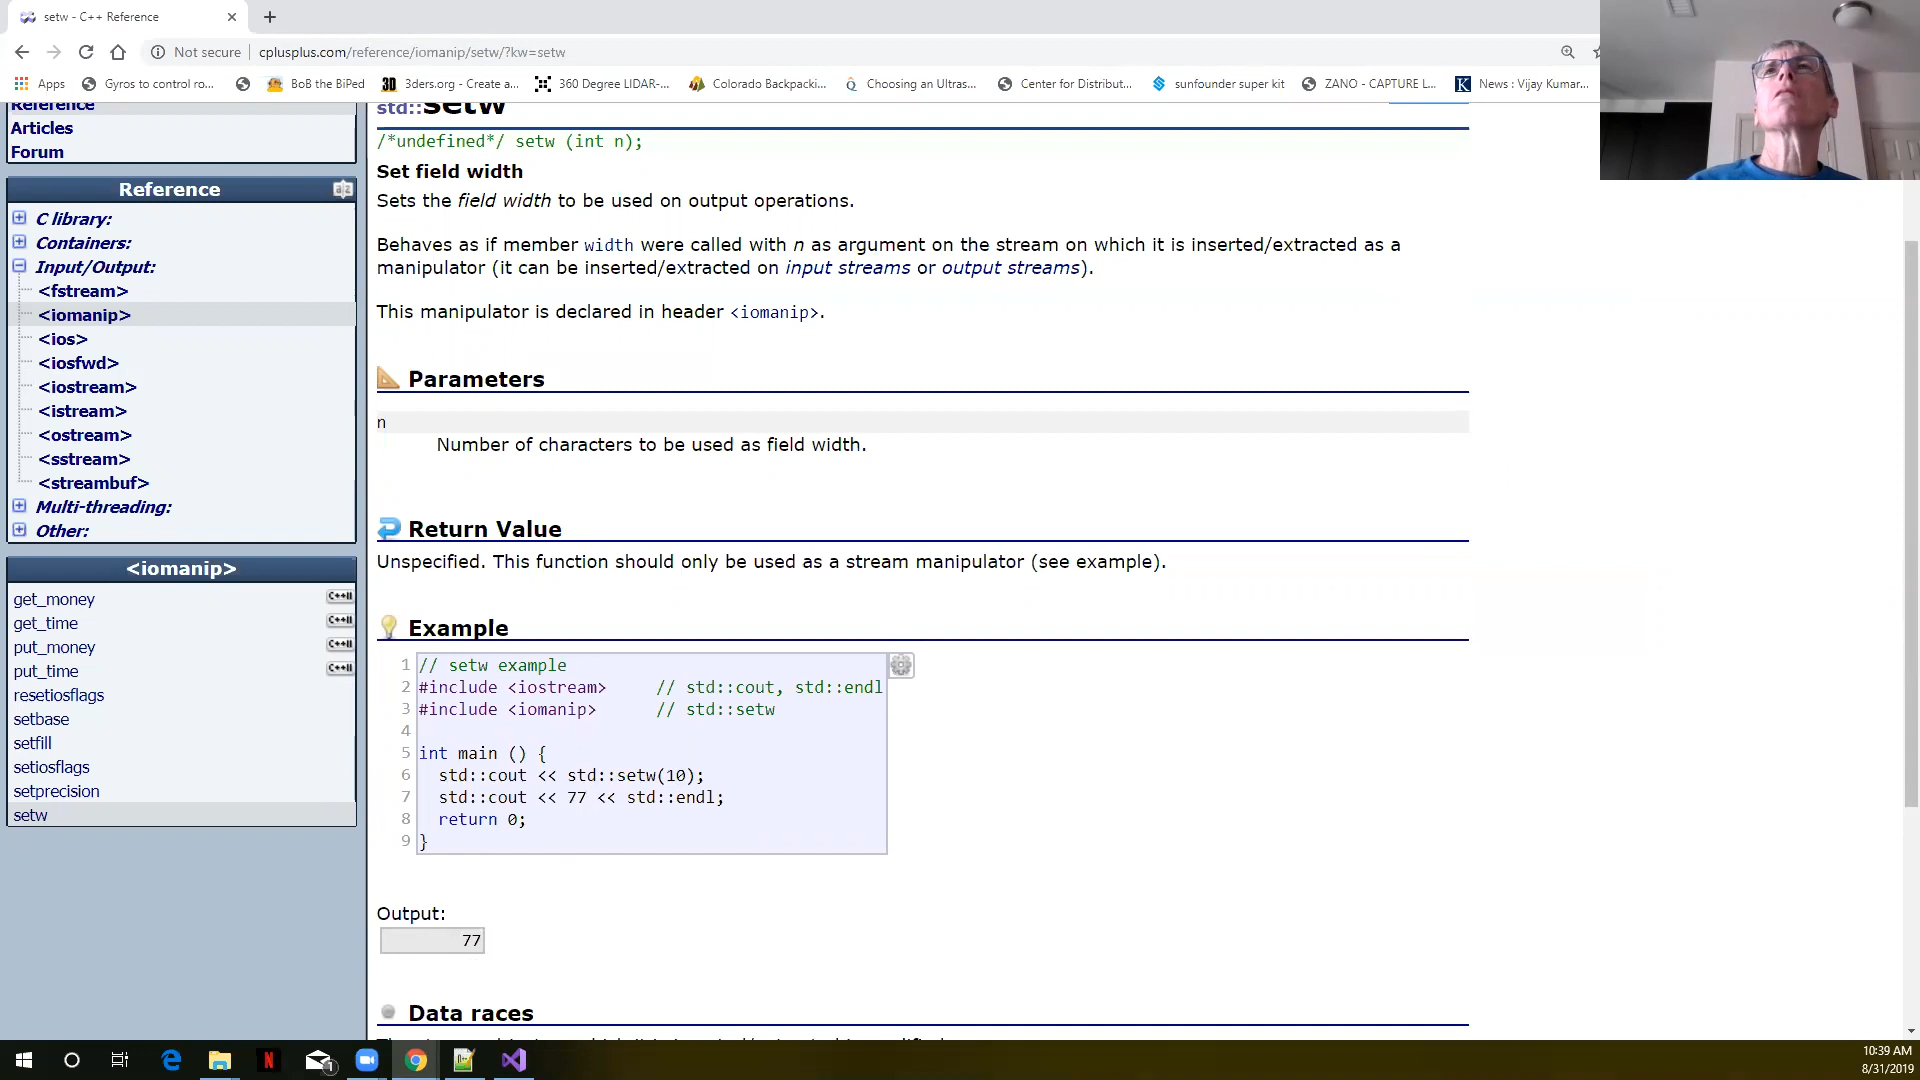 setw - C++ Reference
Not secure
cplusplus.com/reference/iomanip/setw/?kw=setw
Apps
Gyros to control ro...
BoB the BiPed
3ders.org - Create a...
360 Degree LIDAR-...
Colorado Backpacki...
Choosing an Ultras...
Center for Distribut...
sunfounder super kit
ZANO - CAPTURE L...
News : Vijay Kumar...
Reference
Articles
Forum
Reference
C library:
Containers:
Input/Output:
<fstream>
<iomanip>
<ios>
<iosfwd>
<iostream>
<istream>
<ostream>
<sstream>
<streambuf>
Multi-threading:
Other:
<iomanip>
get_money C++11
get_time C++11
put_money C++11
put_time C++11
resetiosflags
setbase
setfill
setiosflags
setprecision
setw
std::setw
/*undefined*/ setw (int n);
Set field width
Sets the field width to be used on output operations.
Behaves as if member width were called with n as argument on the stream on which it is inserted/extracted as a
manipulator (it can be inserted/extracted on input streams or output streams).
This manipulator is declared in header <iomanip>.
Parameters
n
Number of characters to be used as field width.
Return Value
Unspecified. This function should only be used as a stream manipulator (see example).
Example
1 // setw example
2 #include <iostream>     // std::cout, std::endl
3 #include <iomanip>      // std::setw
4
5 int main () {
6   std::cout << std::setw(10);
7   std::cout << 77 << std::endl;
8   return 0;
9 }
Output:
77
Data races
10:39 AM
8/31/2019